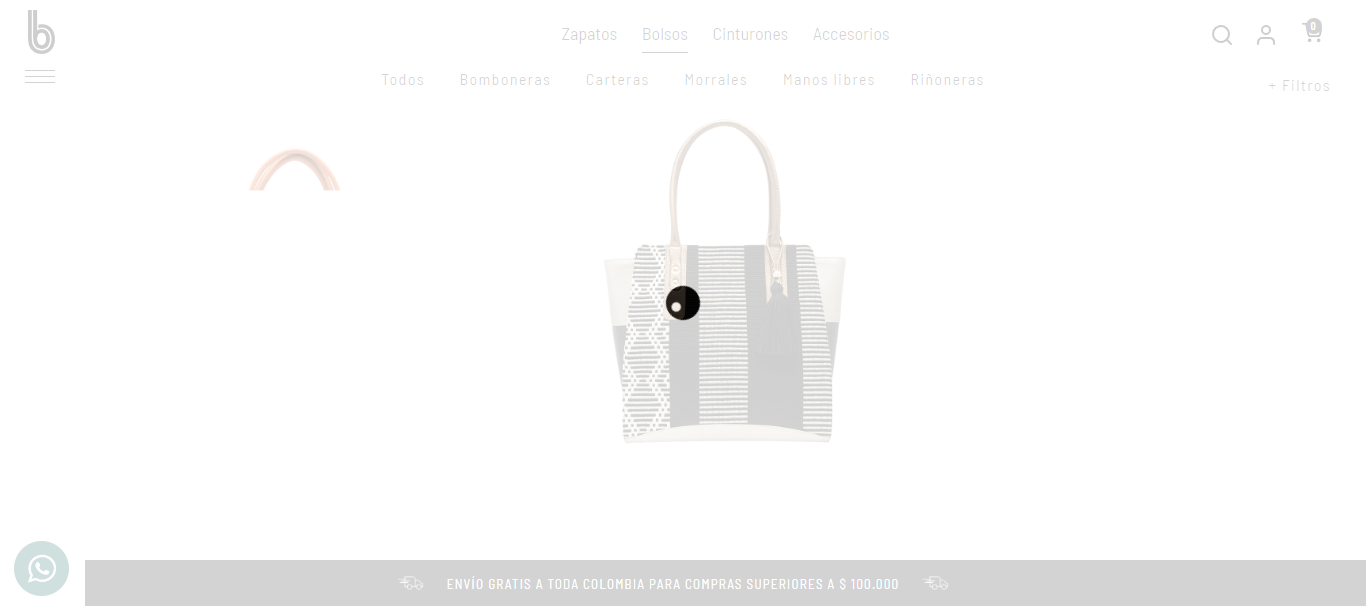 b
Zapatos Bolsos Cinturones Accesorios
0
Todos Bomboneras Carteras Morrales Manos libres Riñoneras
+ Filtros
ENVÍO GRATIS A TODA COLOMBIA PARA COMPRAS SUPERIORES A $ 100.000